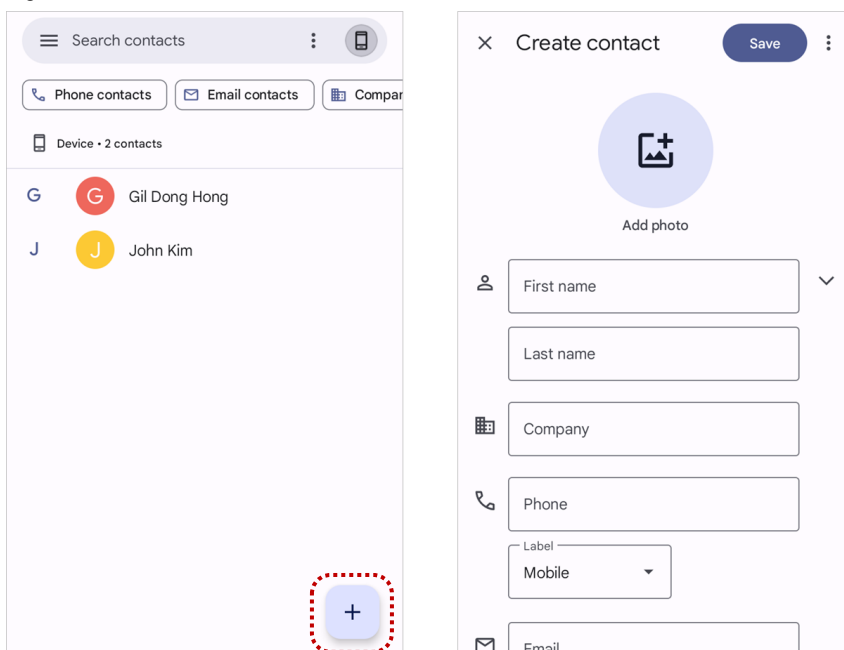 Search contacts
Phone contacts
Email contacts
Compar
Device • 2 contacts
G
G
Gil Dong Hong
J
J
John Kim
Create contact
Save
Add photo
First name
Last name
Company
Phone
Label
Mobile
Email